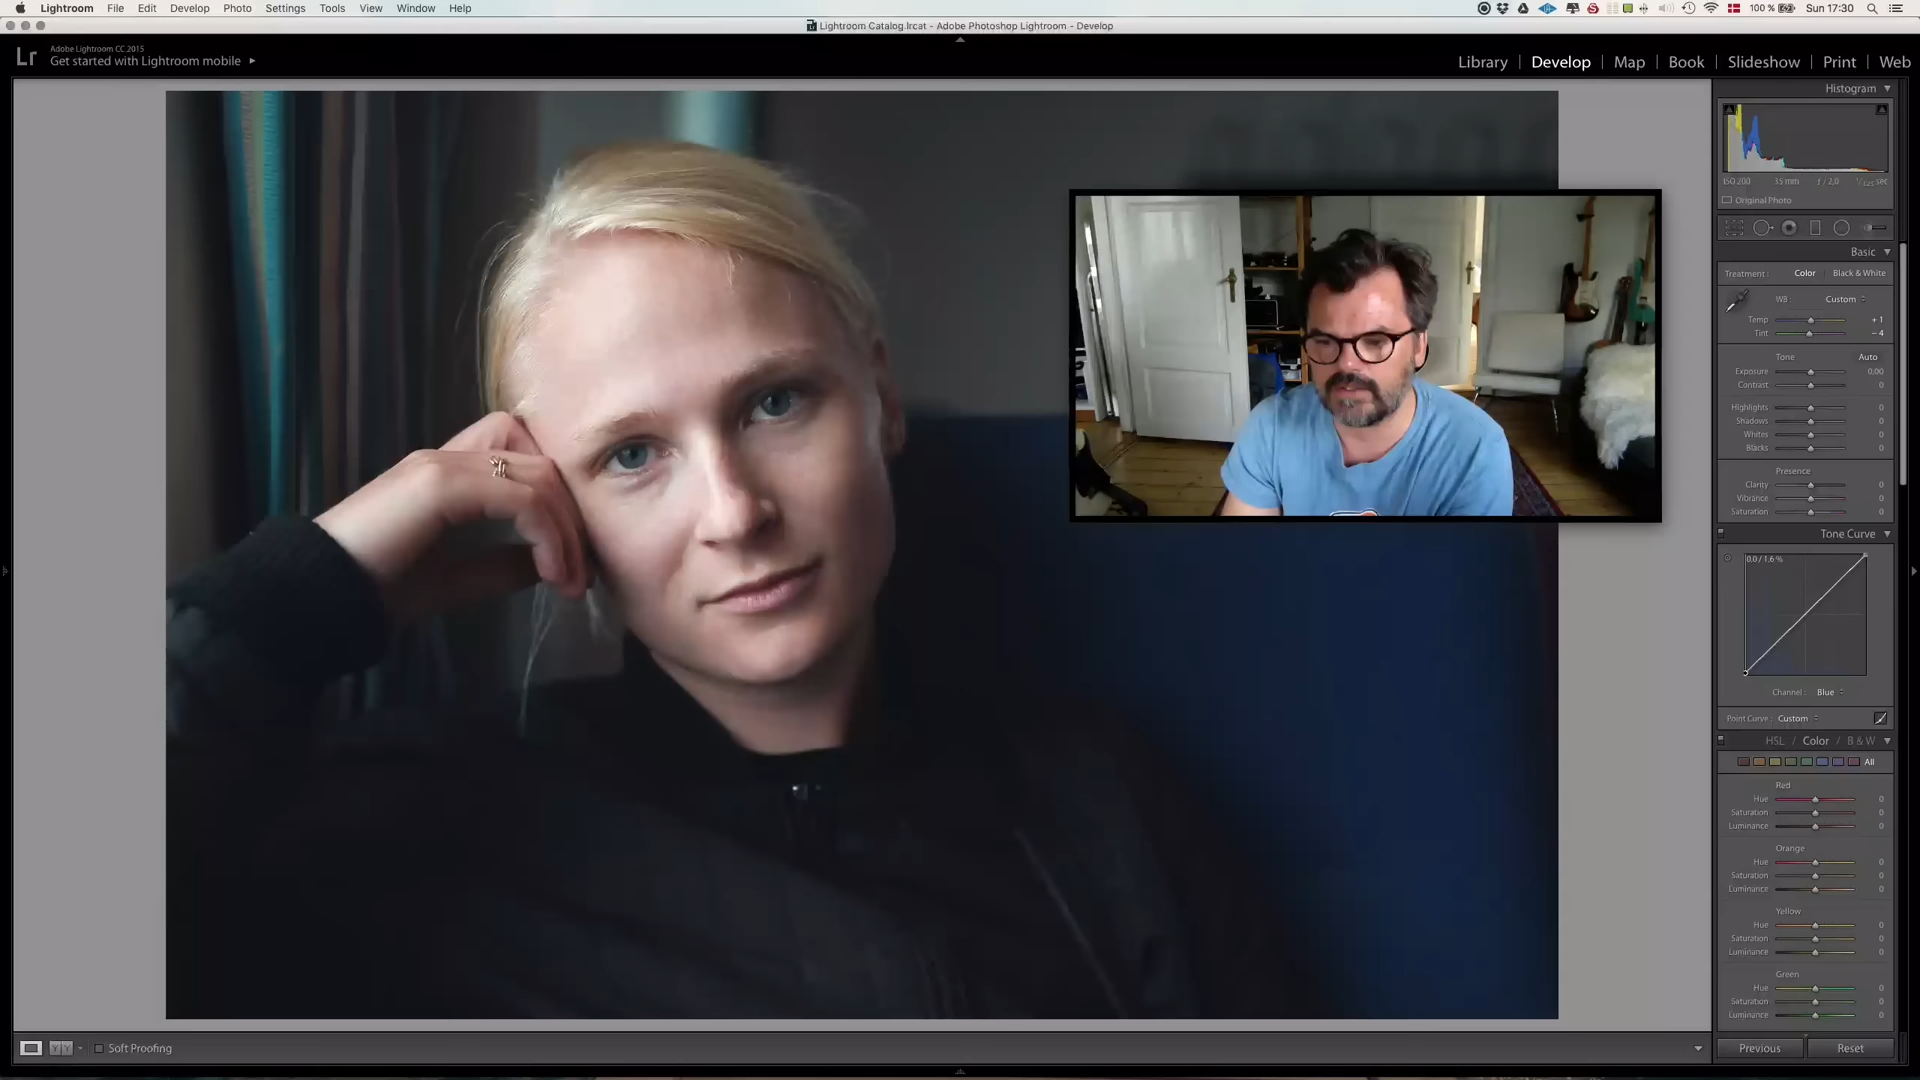 Lightroom File Edit Develop Photo Settings Tools View Window Help 100 % Sun 17:30
Lightroom Catalog.lrcat - Adobe Photoshop Lightroom - Develop
Lr
Adobe Lightroom CC 2015
Get started with Lightroom mobile
Library | Develop | Map | Book | Slideshow | Print | Web
Histogram
ISO 200 35 mm ƒ / 2,0 1/125 sec
Original Photo
Basic
Treatment : Color Black & White
WB : Custom
Temp + 1
Tint - 4
Tone Auto
Exposure 0,00
Contrast 0
Highlights 0
Shadows 0
Whites 0
Blacks 0
Presence
Clarity 0
Vibrance 0
Saturation 0
Tone Curve
0.0 / 1.6 %
Channel : Blue
Point Curve : Custom
HSL / Color / B & W
All
Red
Hue 0
Saturation 0
Luminance 0
Orange
Hue 0
Saturation 0
Luminance 0
Yellow
Hue 0
Saturation 0
Luminance 0
Green
Hue 0
Saturation 0
Luminance 0
YY Soft Proofing
Previous Reset